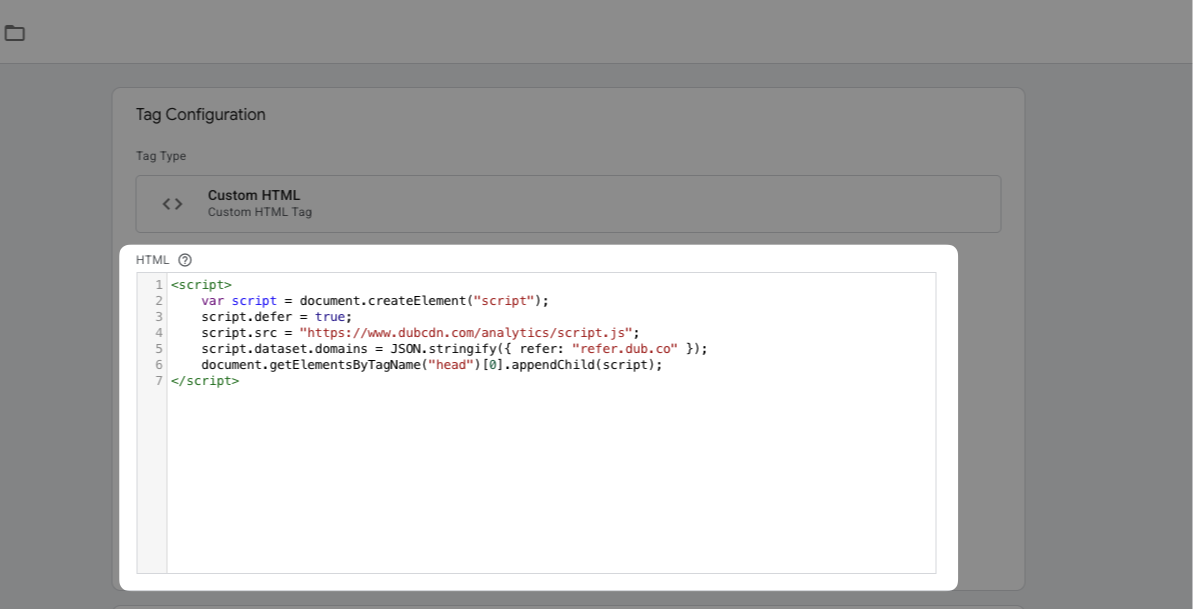 Tag Configuration
Tag Type
Custom HTML
Custom HTML Tag
HTML
1 <script>
2     var script = document.createElement("script");
3     script.defer = true;
4     script.src = "https://www.dubcdn.com/analytics/script.js";
5     script.dataset.domains = JSON.stringify({ refer: "refer.dub.co" });
6     document.getElementsByTagName("head")[0].appendChild(script);
7 </script>